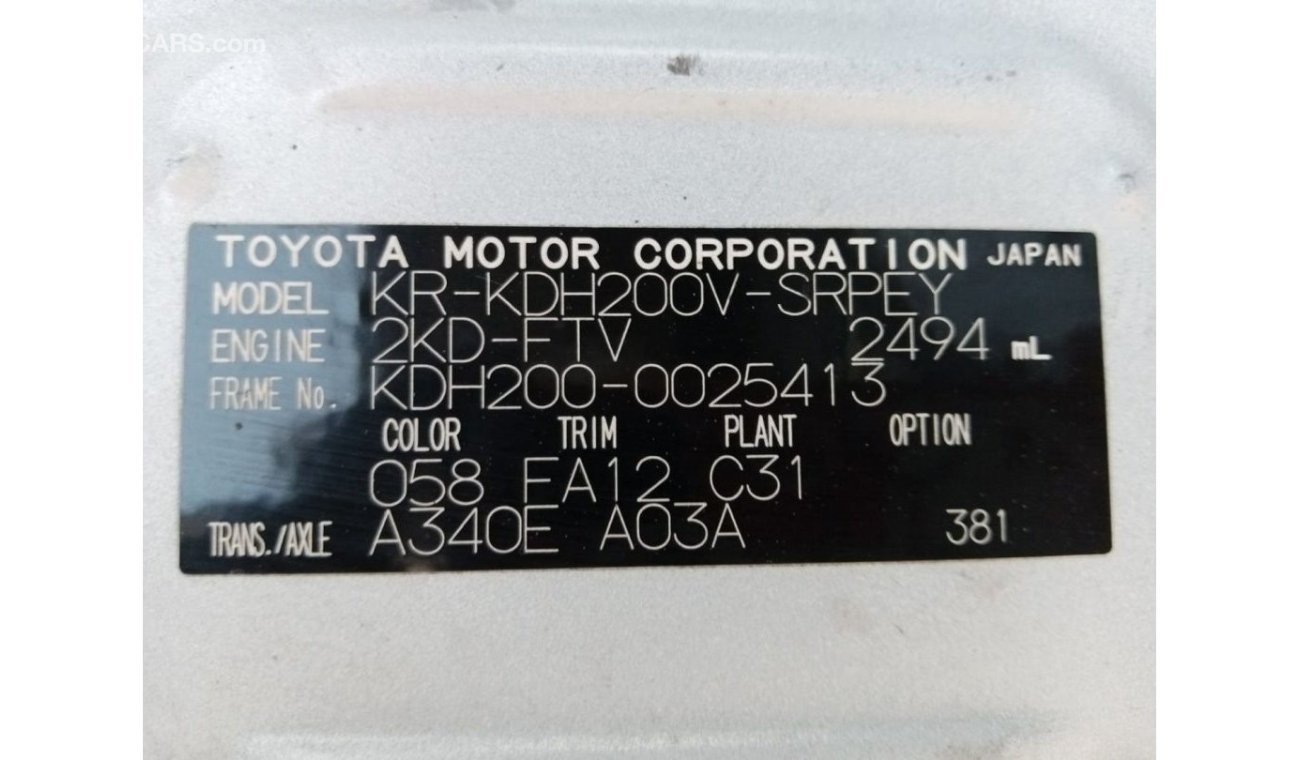 CARS.com
TOYOTA MOTOR CORPORATION JAPAN
MODEL KR-KDH200V-SRPEY
ENGINE 2KD-FTV 2494 mL
FRAME No. KDH200-0025413
COLOR TRIM PLANT OPTION
058 FA12 C31
TRANS./AXLE A340E A03A 381